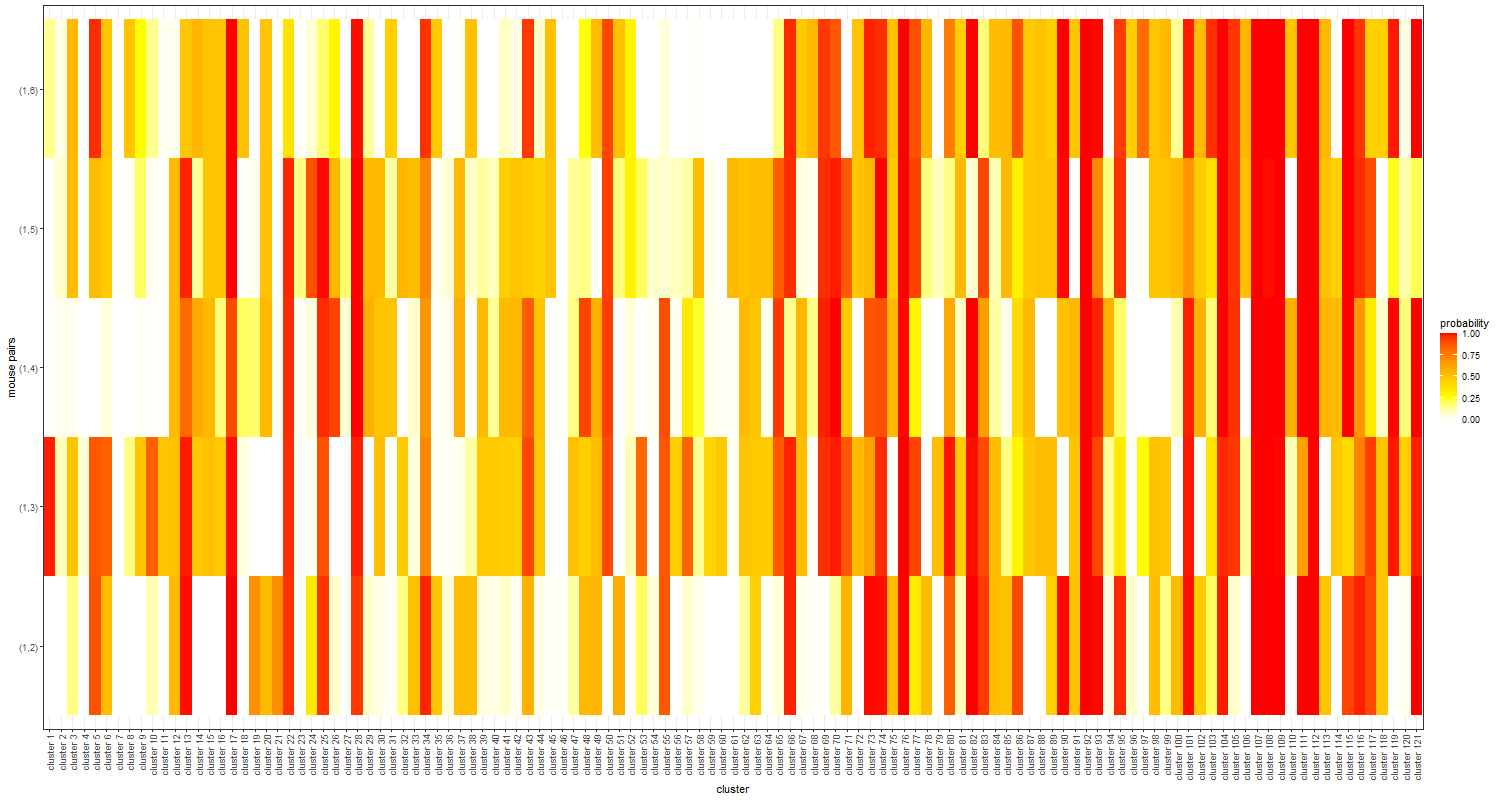 (1,6)
(1,5)
(1,4)
(1,3)
(1,2)
mouse pairs
cluster 1
cluster 2
cluster 3
cluster 4
cluster 5
cluster 6
cluster 7
cluster 8
cluster 9
cluster 10
cluster 11
cluster 12
cluster 13
cluster 14
cluster 15
cluster 16
cluster 17
cluster 18
cluster 19
cluster 20
cluster 21
cluster 22
cluster 23
cluster 24
cluster 25
cluster 26
cluster 27
cluster 28
cluster 29
cluster 30
cluster 31
cluster 32
cluster 33
cluster 34
cluster 35
cluster 36
cluster 37
cluster 38
cluster 39
cluster 40
cluster 41
cluster 42
cluster 43
cluster 44
cluster 45
cluster 46
cluster 47
cluster 48
cluster 49
cluster 50
cluster 51
cluster 52
cluster 53
cluster 54
cluster 55
cluster 56
cluster 57
cluster 58
cluster 59
cluster 60
cluster 61
cluster 62
cluster 63
cluster 64
cluster 65
cluster 66
cluster 67
cluster 68
cluster 69
cluster 70
cluster 71
cluster 72
cluster 73
cluster 74
cluster 75
cluster 76
cluster 77
cluster 78
cluster 79
cluster 80
cluster 81
cluster 82
cluster 83
cluster 84
cluster 85
cluster 86
cluster 87
cluster 88
cluster 89
cluster 90
cluster 91
cluster 92
cluster 93
cluster 94
cluster 95
cluster 96
cluster 97
cluster 98
cluster 99
cluster 100
cluster 101
cluster 102
cluster 103
cluster 104
cluster 105
cluster 106
cluster 107
cluster 108
cluster 109
cluster 110
cluster 111
cluster 112
cluster 113
cluster 114
cluster 115
cluster 116
cluster 117
cluster 118
cluster 119
cluster 120
cluster 121
cluster
probability
1.00
0.75
0.50
0.25
0.00